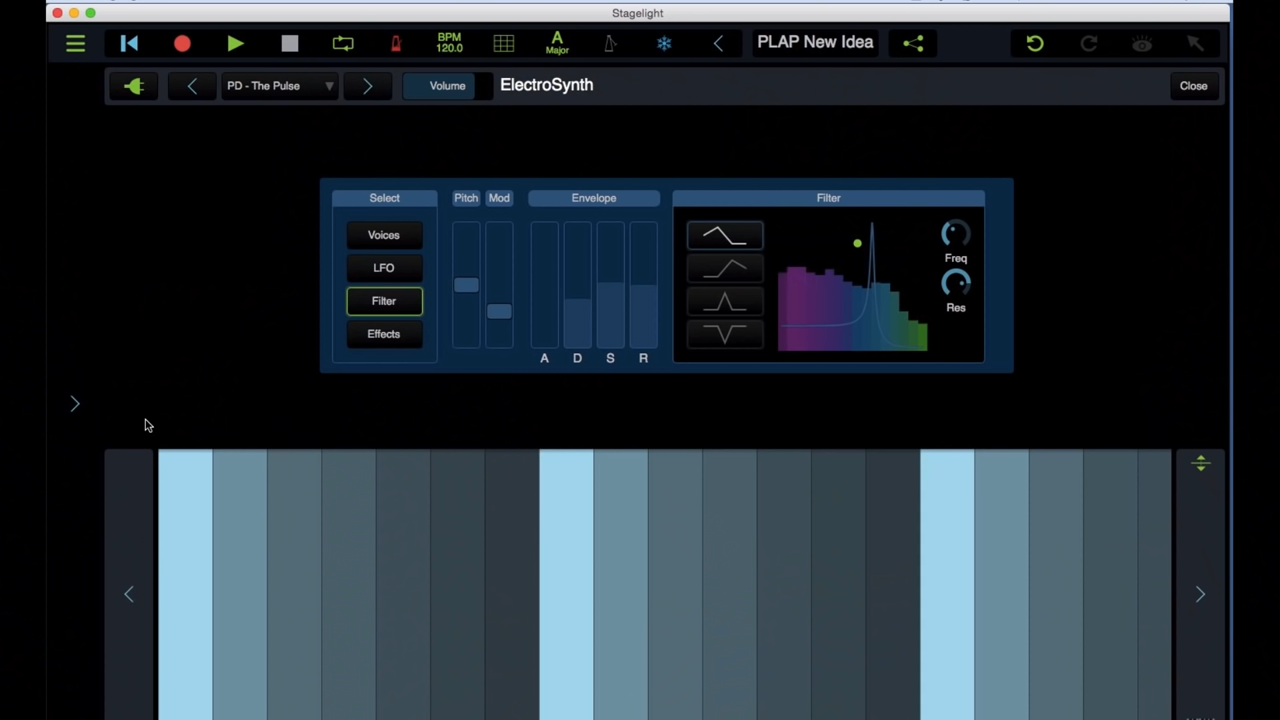 Stagelight
BPM
120.0
A
Major
PLAP New Idea
PD - The Pulse
Volume
ElectroSynth
Close
Select
Pitch
Mod
Envelope
Filter
Voices
LFO
Filter
Effects
Freq
Res
A
D
S
R